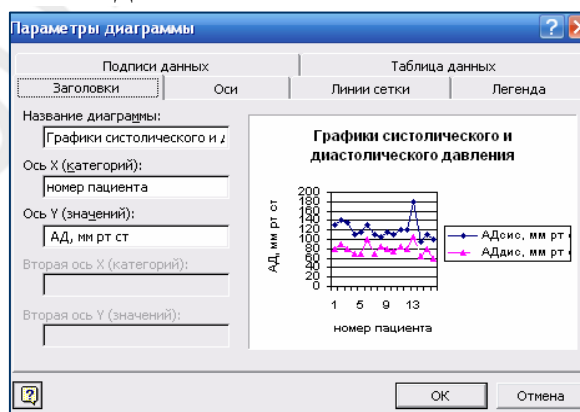 Параметры диаграммы
Подписи данных
Таблица данных
Заголовки
Оси
Линии сетки
Легенда
Название диаграммы:
Графики систолического и д
Ось X (категорий):
номер пациента
Ось Y (значений):
АД, мм рт ст
Вторая ось X (категорий):
Вторая ось Y (значений):
Графики систолического и
диастолического давления
АД, мм рт ст
200
180
160
140
120
100
80
60
40
20
0
1 5 9 13
номер пациента
АДсис, мм рт
АДдис, мм рт
ОК
Отмена